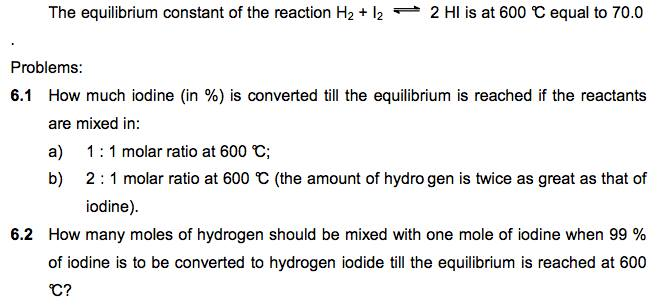 The equilibrium constant of the reaction H₂ + I₂ ⇌ 2 HI is at 600 °C equal to 70.0
.
Problems:
6.1 How much iodine (in %) is converted till the equilibrium is reached if the reactants
are mixed in:
a) 1 : 1 molar ratio at 600 °C;
b) 2 : 1 molar ratio at 600 °C (the amount of hydro gen is twice as great as that of
iodine).
6.2 How many moles of hydrogen should be mixed with one mole of iodine when 99 %
of iodine is to be converted to hydrogen iodide till the equilibrium is reached at 600
°C?